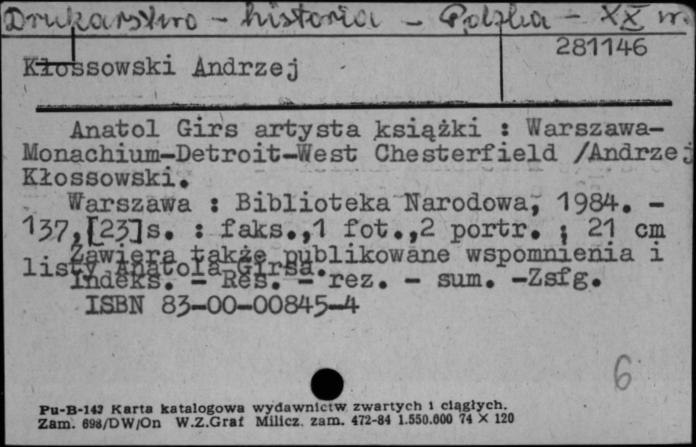 Drukarstwo - historia - Polska - XX w.
281146
Kłossowski Andrzej
Anatol Girs artysta książki : Warszawa-
Monachium-Detroit-West Chesterfield /Andrzej
Kłossowski.
Warszawa : Biblioteka Narodowa, 1984. -
137,[23]s. : faks.,1 fot.,2 portr. ; 21 cm
Zawiera także publikowane wspomnienia i
listy Anatola Girsa.
Indeks. - Res. - rez. - sum. -Zsfg.
ISBN 83-00-00845-4
6
Pu-B-143 Karta katalogowa wydawnictw zwartych i ciągłych.
Zam. 698/DW/On W.Z.Graf Milicz. zam. 472-84 1.550.000 74 × 120